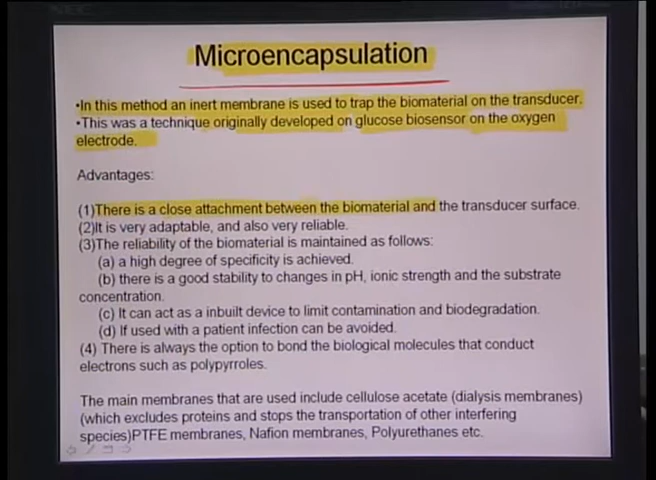 Microencapsulation
•In this method an inert membrane is used to trap the biomaterial on the transducer.
•This was a technique originally developed on glucose biosensor on the oxygen
electrode.
Advantages:
(1)There is a close attachment between the biomaterial and the transducer surface.
(2)It is very adaptable, and also very reliable.
(3)The reliability of the biomaterial is maintained as follows:
(a) a high degree of specificity is achieved.
(b) there is a good stability to changes in pH, ionic strength and the substrate
concentration.
(c) It can act as a inbuilt device to limit contamination and biodegradation.
(d) If used with a patient infection can be avoided.
(4) There is always the option to bond the biological molecules that conduct
electrons such as polypyrroles.
The main membranes that are used include cellulose acetate (dialysis membranes)
(which excludes proteins and stops the transportation of other interfering
species)PTFE membranes, Nafion membranes, Polyurethanes etc.